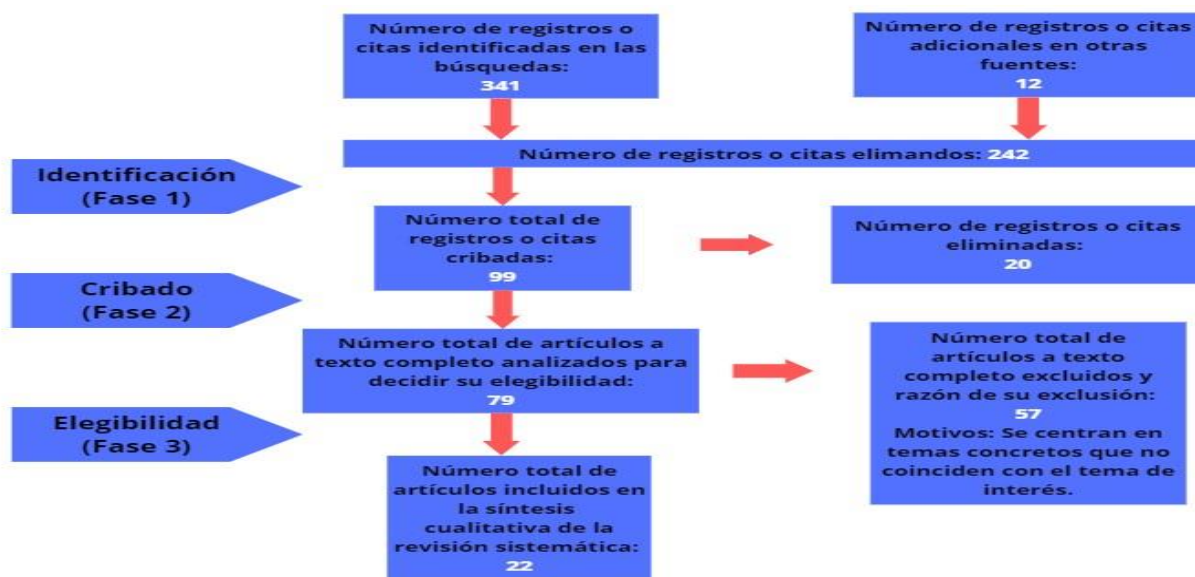 Número de registros o
citas identificadas en las
búsquedas:
341
Número de registros o citas
adicionales en otras
fuentes:
12
Número de registros o citas elimandos: 242
Identificación
(Fase 1)
Número total de
registros o citas
cribadas:
99
Número de registros o citas
eliminadas:
20
Cribado
(Fase 2)
Número total de artículos a
texto completo analizados para
decidir su elegibilidad:
79
Número total de
artículos a texto
completo excluidos y
razón de su exclusión:
57
Motivos: Se centran en
temas concretos que no
coinciden con el tema de
interés.
Elegibilidad
(Fase 3)
Número total de
artículos incluidos en
la síntesis
cualitativa de la
revisión sistemática:
22